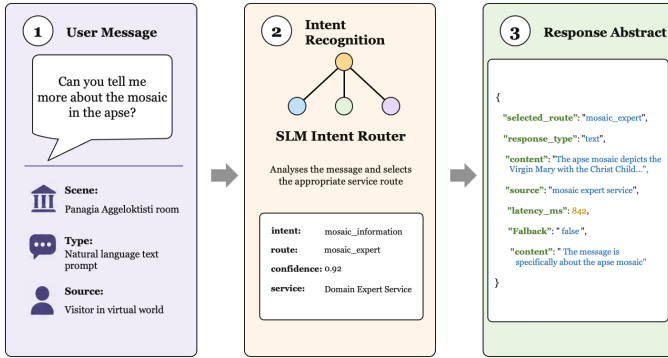 1
User Message
Can you tell me
more about the mosaic
in the apse?
Scene:
Panagia Aggeloktisti room
Type:
Natural language text
prompt
Source:
Visitor in virtual world
2
Intent
Recognition
SLM Intent Router
Analyses the message and selects
the appropriate service route
intent: mosaic_information
route: mosaic_expert
confidence: 0.92
service: Domain Expert Service
3
Response Abstract
{
"selected_route": "mosaic_expert",
"response_type": "text",
"content": "The apse mosaic depicts the
Virgin Mary with the Christ Child...",
"source": "mosaic expert service",
"latency_ms": 842,
"Falback": " false ",
"content": " The message is
specifically about the apse mosaic"
}